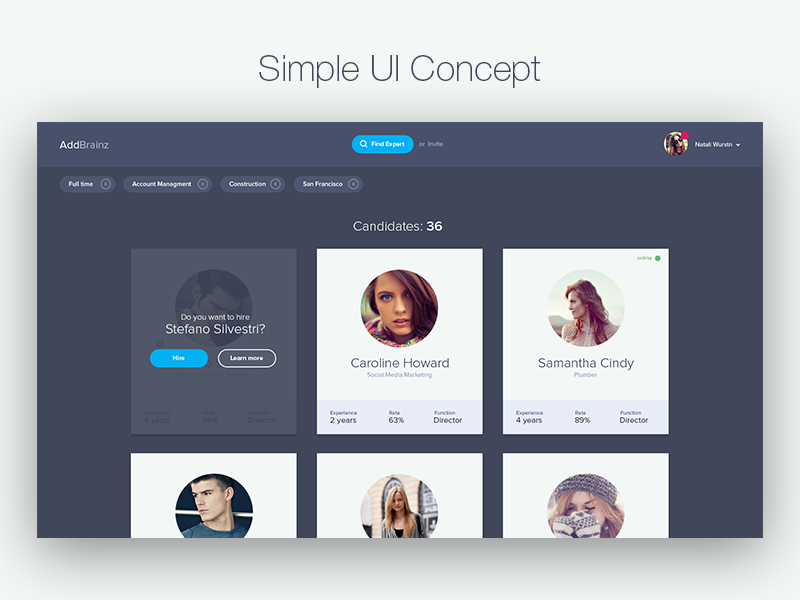 Simple UI Concept
AddBrainz
Find Expert or Invite
Natali Wurstn
Full time x Account Managment x Construction x San Francisco x
Candidates: 36
Do you want to hire
Stefano Silvestri?
Hire Learn more
Experience Rate Function
4 years 89% Director
Caroline Howard
Social Media Marketing
Experience Rate Function
2 years 63% Director
online
Samantha Cindy
Plumber
Experience Rate Function
4 years 89% Director